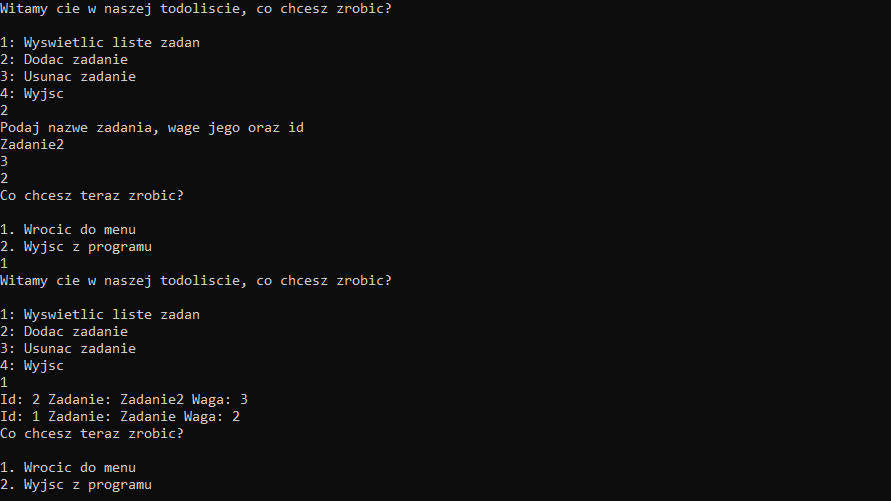 Witamy cie w naszej todoliscie, co chcesz zrobic?
1: Wyswietlic liste zadan
2: Dodac zadanie
3: Usunac zadanie
4: Wyjsc
2
Podaj nazwe zadania, wage jego oraz id
Zadanie2
3
2
Co chcesz teraz zrobic?
1. Wrocic do menu
2. Wyjsc z programu
1
Witamy cie w naszej todoliscie, co chcesz zrobic?
1: Wyswietlic liste zadan
2: Dodac zadanie
3: Usunac zadanie
4: Wyjsc
1
Id: 2 Zadanie: Zadanie2 Waga: 3
Id: 1 Zadanie: Zadanie Waga: 2
Co chcesz teraz zrobic?
1. Wrocic do menu
2. Wyjsc z programu